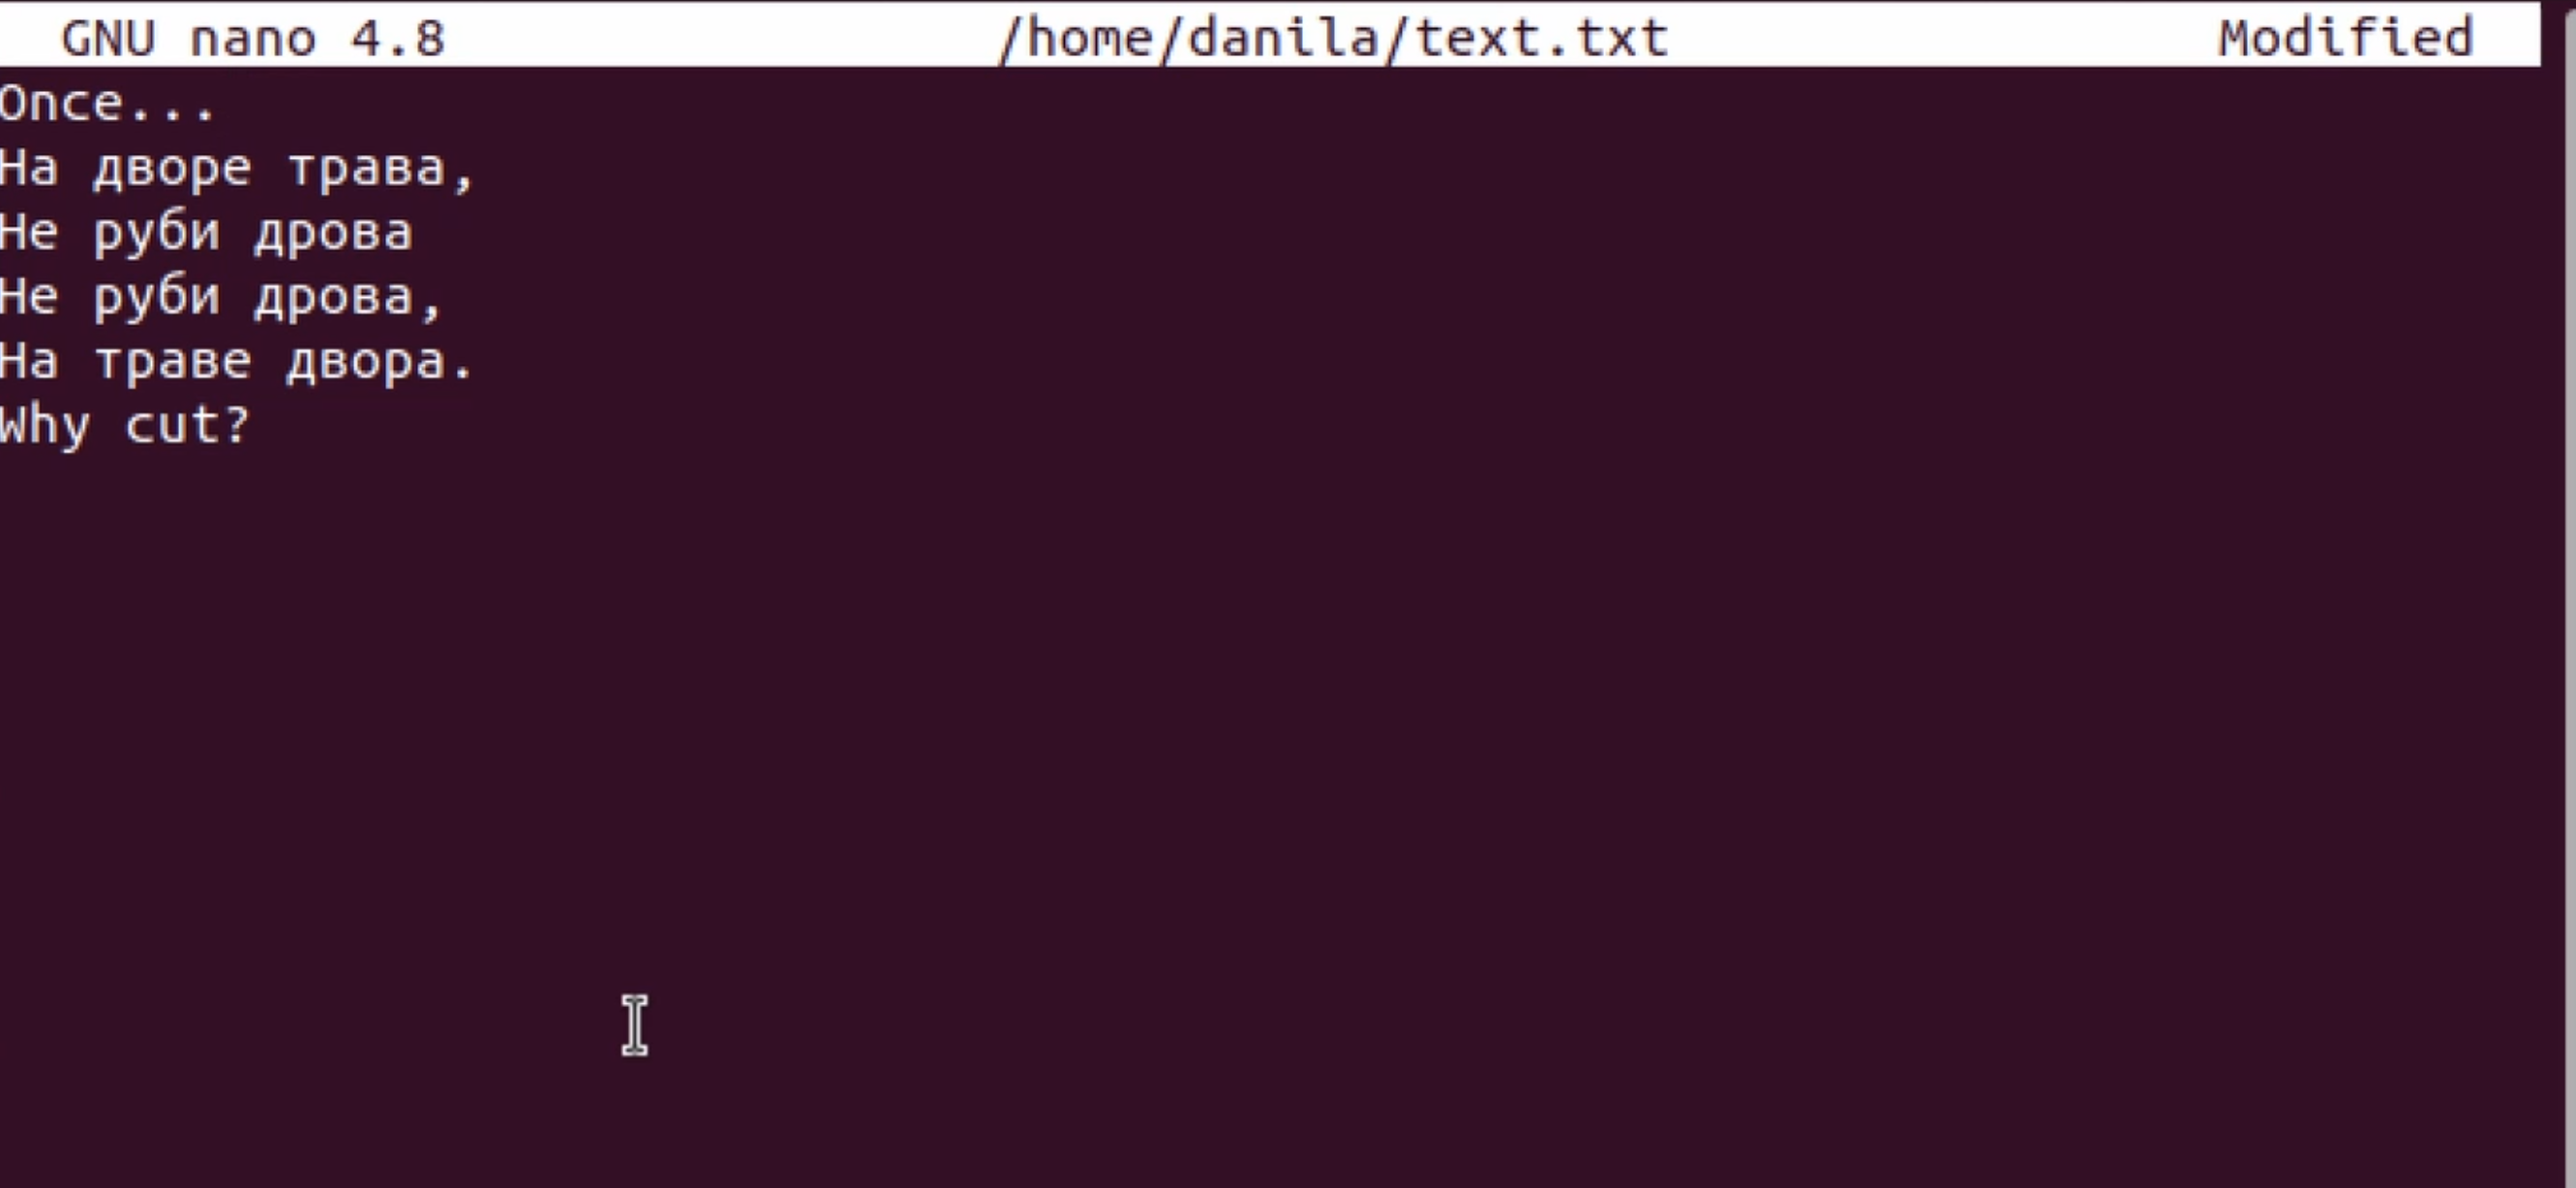 GNU nano 4.8 /home/danila/text.txt Modified
Once...
На дворе трава,
Не руби дрова
Не руби дрова,
На траве двора.
Why cut?